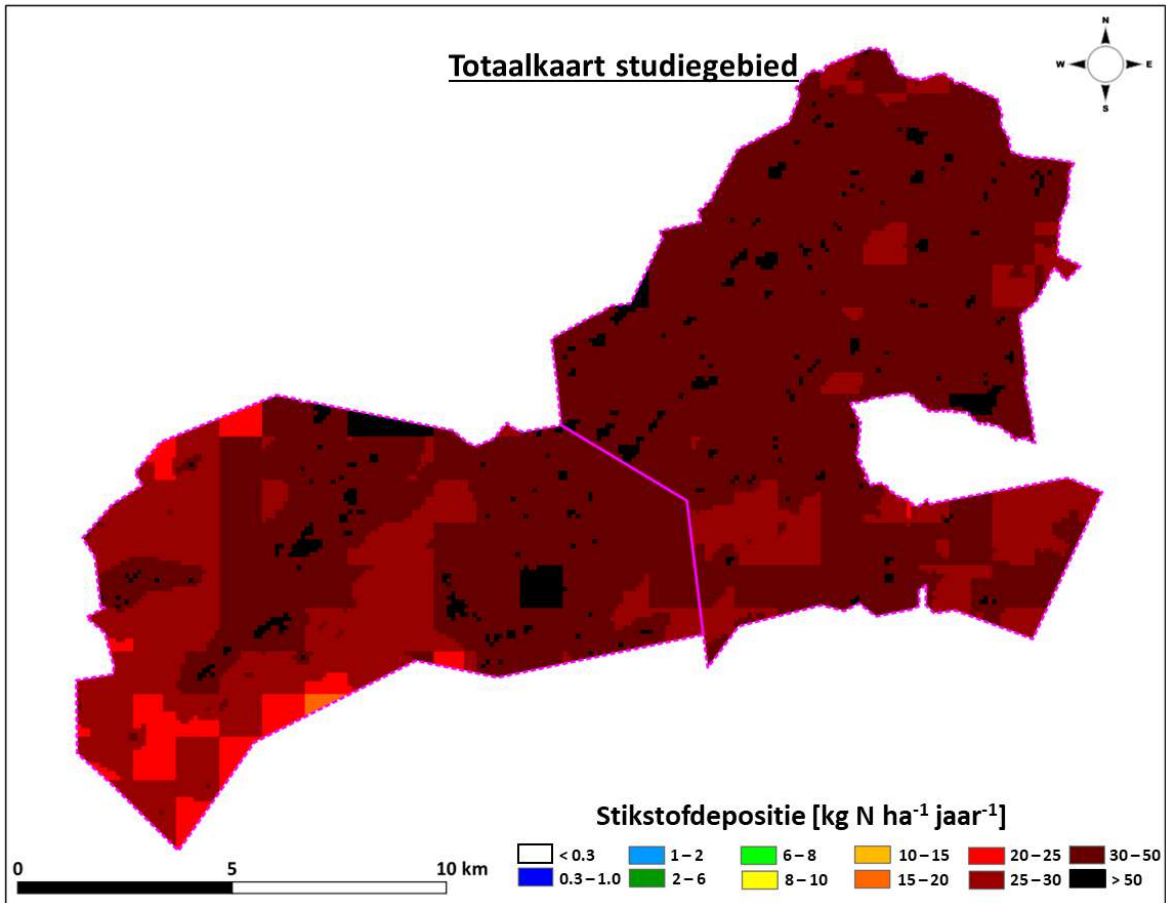 Totaalkaart studiegebied
N
W E
S
Stikstofdepositie [kg N ha⁻¹ jaar⁻¹]
0 5 10 km
< 0.3 1 – 2 6 – 8 10 – 15 20 – 25 30 – 50
0.3 – 1.0 2 – 6 8 – 10 15 – 20 25 – 30 > 50